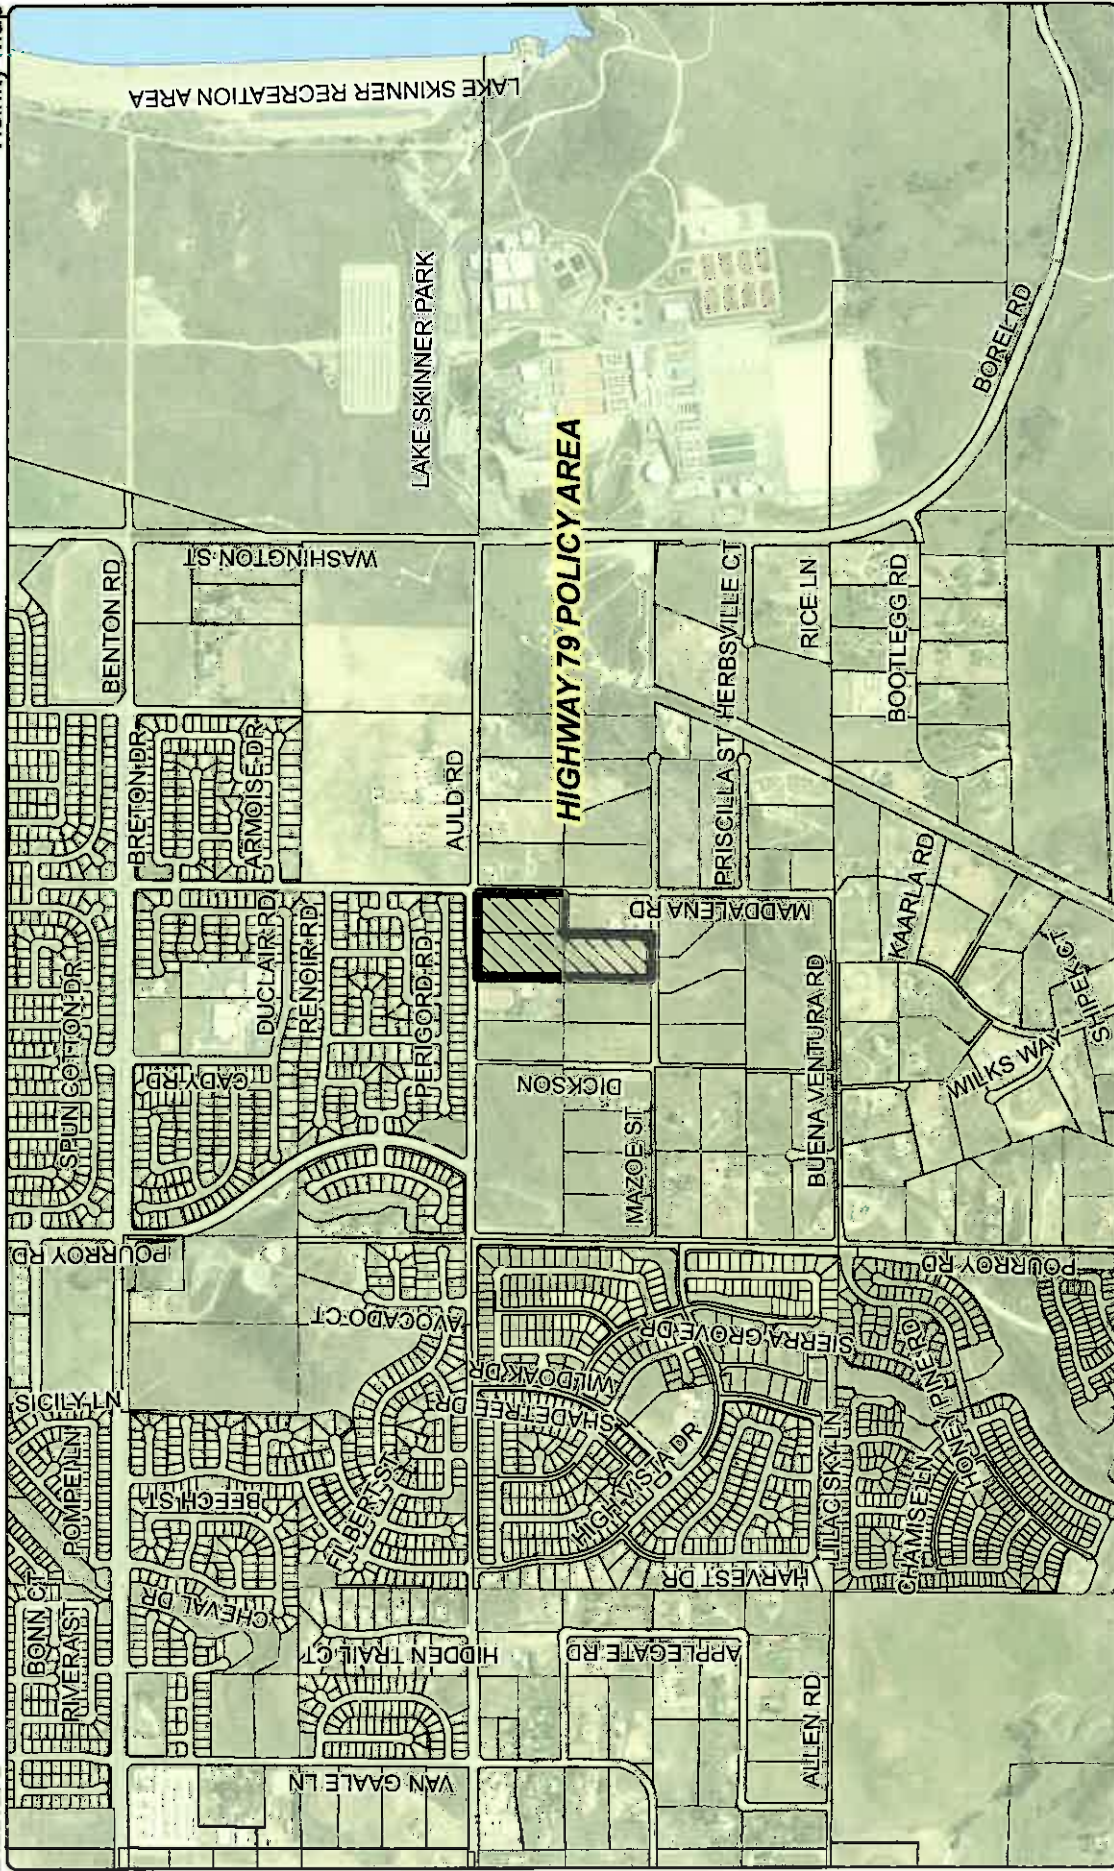 LAKE SKINNER RECREATION AREA
LAKE SKINNER PARK
HIGHWAY 79 POLICY AREA
BOREL RD
WASHINGTON ST
BENTON RD
BRETON DR
ARMOISE DR
AULD RD
PRISCILLA ST
HERBSVILLE CT
RICE LN
BOOTLEGG RD
SPUN COTTON DR
DUCLAIR RD
RENOIR RD
CADY RD
PERIGORD RD
MADDALENA RD
KAARLA RD
DICKSON
MAZOE ST
BUENA VENTURA RD
WILKS WAY
SHIPEK CT
POURROY RD
POURROY RD
AVOCADO CT
SICILY LN
POMPEI LN
BEECH ST
FILBERT ST
WILDOAK DR
SHADETREE DR
SIERRA GROVE DR
HIGH VISTA DR
LILAC SKY LN
HONEY PINE RD
CHAMISE LN
HARVEST DR
BONN CT
RIVERA ST
CHEVAL DR
HIDDEN TRAIL CT
APPLEGATE RD
VAN GAALE LN
ALLEN RD